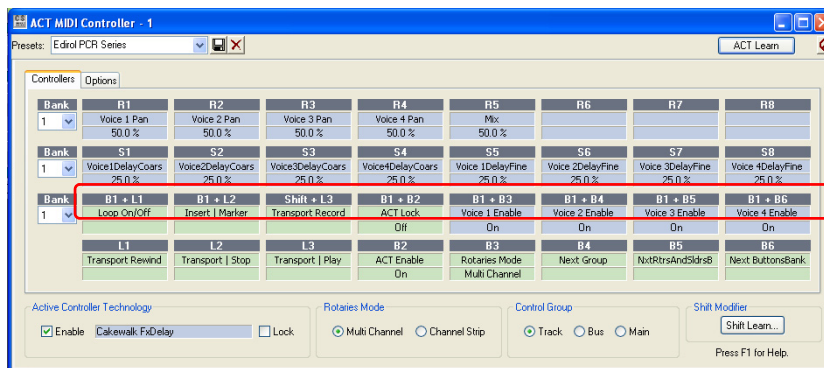 ACT MIDI Controller - 1
Presets: Edirol PCR Series ACT Learn
Controllers Options
Bank R1 R2 R3 R4 R5 R6 R7 R8
1 Voice 1 Pan Voice 2 Pan Voice 3 Pan Voice 4 Pan Mix
50.0 % 50.0 % 50.0 % 50.0 % 50.0 %
Bank S1 S2 S3 S4 S5 S6 S7 S8
1 Voice1DelayCoars Voice2DelayCoars Voice3DelayCoars Voice4DelayCoars Voice 1DelayFine Voice 2DelayFine Voice 3DelayFine Voice 4DelayFine
25.0 % 25.0 % 25.0 % 25.0 % 25.0 % 25.0 % 25.0 % 25.0 %
Bank B1 + L1 B1 + L2 Shift + L3 B1 + B2 B1 + B3 B1 + B4 B1 + B5 B1 + B6
1 Loop On/Off Insert | Marker Transport Record ACT Lock Voice 1 Enable Voice 2 Enable Voice 3 Enable Voice 4 Enable
Off On On On On
L1 L2 L3 B2 B3 B4 B5 B6
Transport Rewind Transport | Stop Transport | Play ACT Enable Rotaries Mode Next Group NxtRtrsAndSldrsB Next ButtonsBank
On Multi Channel
Active Controller Technology Rotaries Mode Control Group Shift Modifier
Enable Cakewalk FxDelay Lock Multi Channel Channel Strip Track Bus Main Shift Learn...
Press F1 for Help.